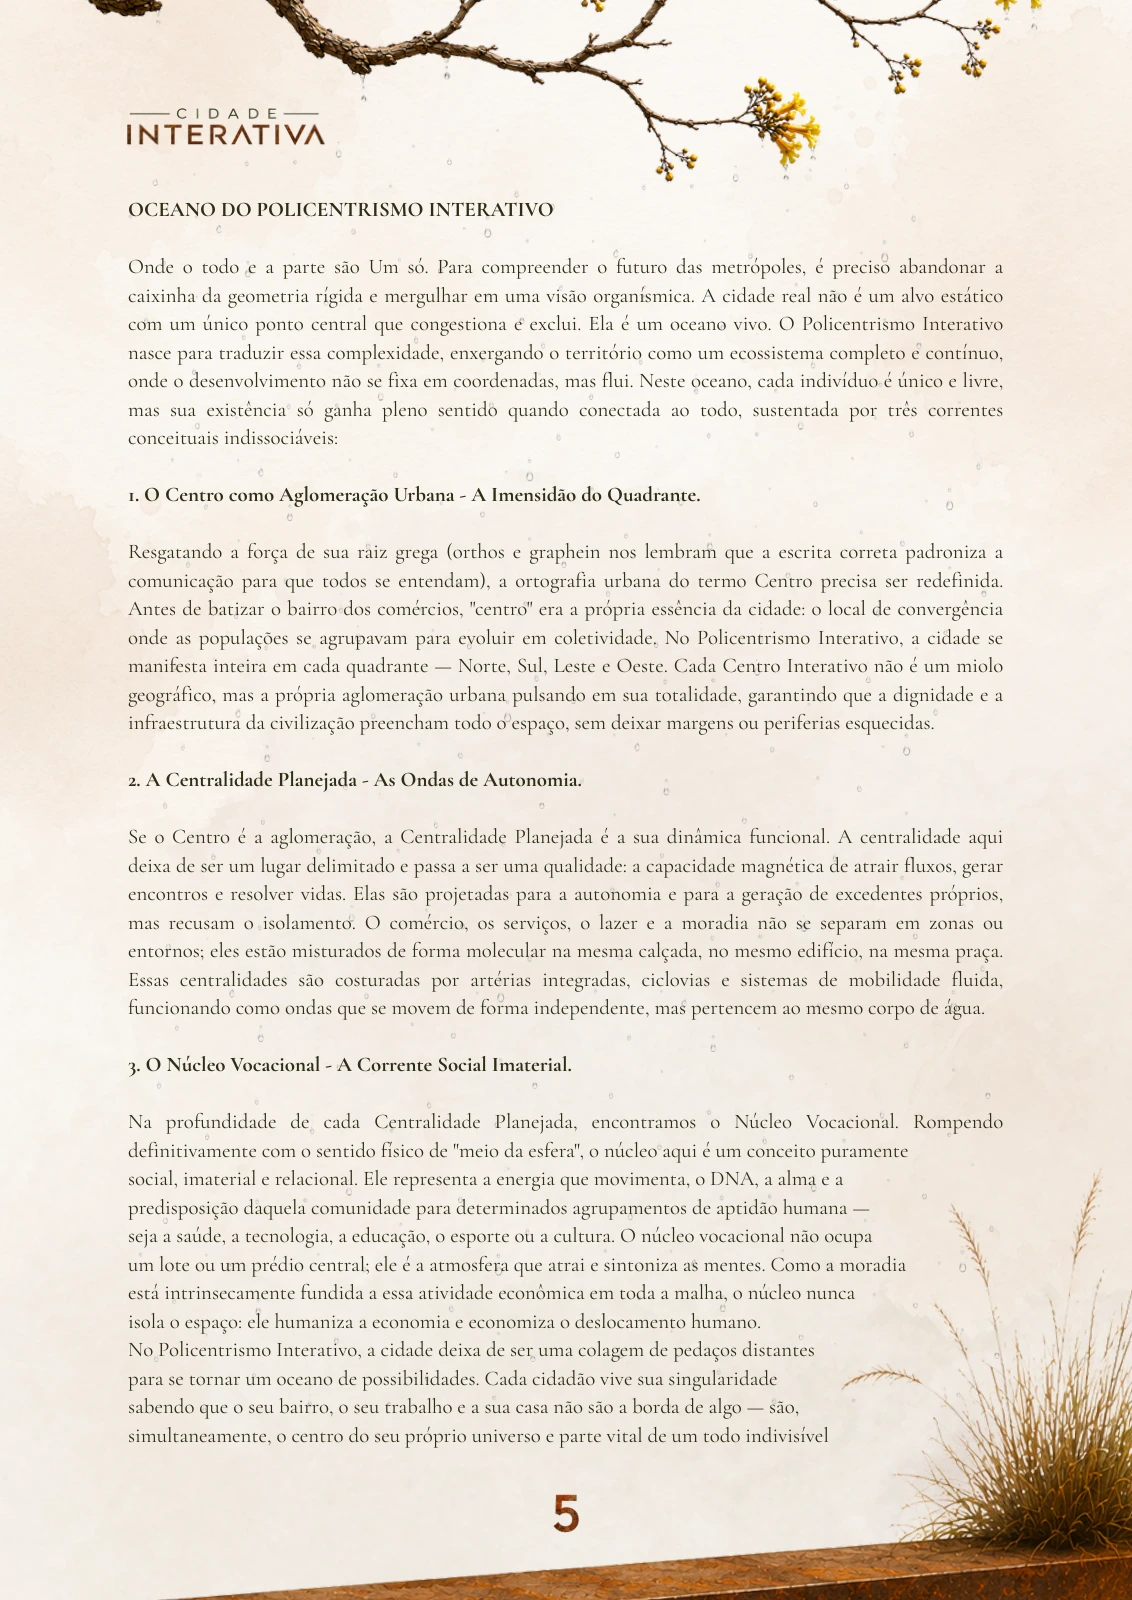 CIDADE
INTERATIVA
OCEANO DO POLICENTRISMO INTERATIVO
Onde o todo e a parte são Um só. Para compreender o futuro das metrópoles, é preciso abandonar a
caixinha da geometria rígida e mergulhar em uma visão organísmica. A cidade real não é um alvo estático
com um único ponto central que congestiona e exclui. Ela é um oceano vivo. O Policentrismo Interativo
nasce para traduzir essa complexidade, enxergando o território como um ecossistema completo e contínuo,
onde o desenvolvimento não se fixa em coordenadas, mas flui. Neste oceano, cada indivíduo é único e livre,
mas sua existência só ganha pleno sentido quando conectada ao todo, sustentada por três correntes
conceituais indissociáveis:
1. O Centro como Aglomeração Urbana - A Imensidão do Quadrante.
Resgatando a força de sua raiz grega (orthos e graphein nos lembram que a escrita correta padroniza a
comunicação para que todos se entendam), a ortografia urbana do termo Centro precisa ser redefinida.
Antes de batizar o bairro dos comércios, "centro" era a própria essência da cidade: o local de convergência
onde as populações se agrupavam para evoluir em coletividade. No Policentrismo Interativo, a cidade se
manifesta inteira em cada quadrante — Norte, Sul, Leste e Oeste. Cada Centro Interativo não é um miolo
geográfico, mas a própria aglomeração urbana pulsando em sua totalidade, garantindo que a dignidade e a
infraestrutura da civilização preencham todo o espaço, sem deixar margens ou periferias esquecidas.
2. A Centralidade Planejada - As Ondas de Autonomia.
Se o Centro é a aglomeração, a Centralidade Planejada é a sua dinâmica funcional. A centralidade aqui
deixa de ser um lugar delimitado e passa a ser uma qualidade: a capacidade magnética de atrair fluxos, gerar
encontros e resolver vidas. Elas são projetadas para a autonomia e para a geração de excedentes próprios,
mas recusam o isolamento. O comércio, os serviços, o lazer e a moradia não se separam em zonas ou
entornos; eles estão misturados de forma molecular na mesma calçada, no mesmo edifício, na mesma praça.
Essas centralidades são costuradas por artérias integradas, ciclovias e sistemas de mobilidade fluida,
funcionando como ondas que se movem de forma independente, mas pertencem ao mesmo corpo de água.
3. O Núcleo Vocacional - A Corrente Social Imaterial.
Na profundidade de cada Centralidade Planejada, encontramos o Núcleo Vocacional. Rompendo
definitivamente com o sentido físico de "meio da esfera", o núcleo aqui é um conceito puramente
social, imaterial e relacional. Ele representa a energia que movimenta, o DNA, a alma e a
predisposição daquela comunidade para determinados agrupamentos de aptidão humana —
seja a saúde, a tecnologia, a educação, o esporte ou a cultura. O núcleo vocacional não ocupa
um lote ou um prédio central; ele é a atmosfera que atrai e sintoniza as mentes. Como a moradia
está intrinsecamente fundida a essa atividade econômica em toda a malha, o núcleo nunca
isola o espaço: ele humaniza a economia e economiza o deslocamento humano.
No Policentrismo Interativo, a cidade deixa de ser uma colagem de pedaços distantes
para se tornar um oceano de possibilidades. Cada cidadão vive sua singularidade
sabendo que o seu bairro, o seu trabalho e a sua casa não são a borda de algo — são,
simultaneamente, o centro do seu próprio universo e parte vital de um todo indivisível
5